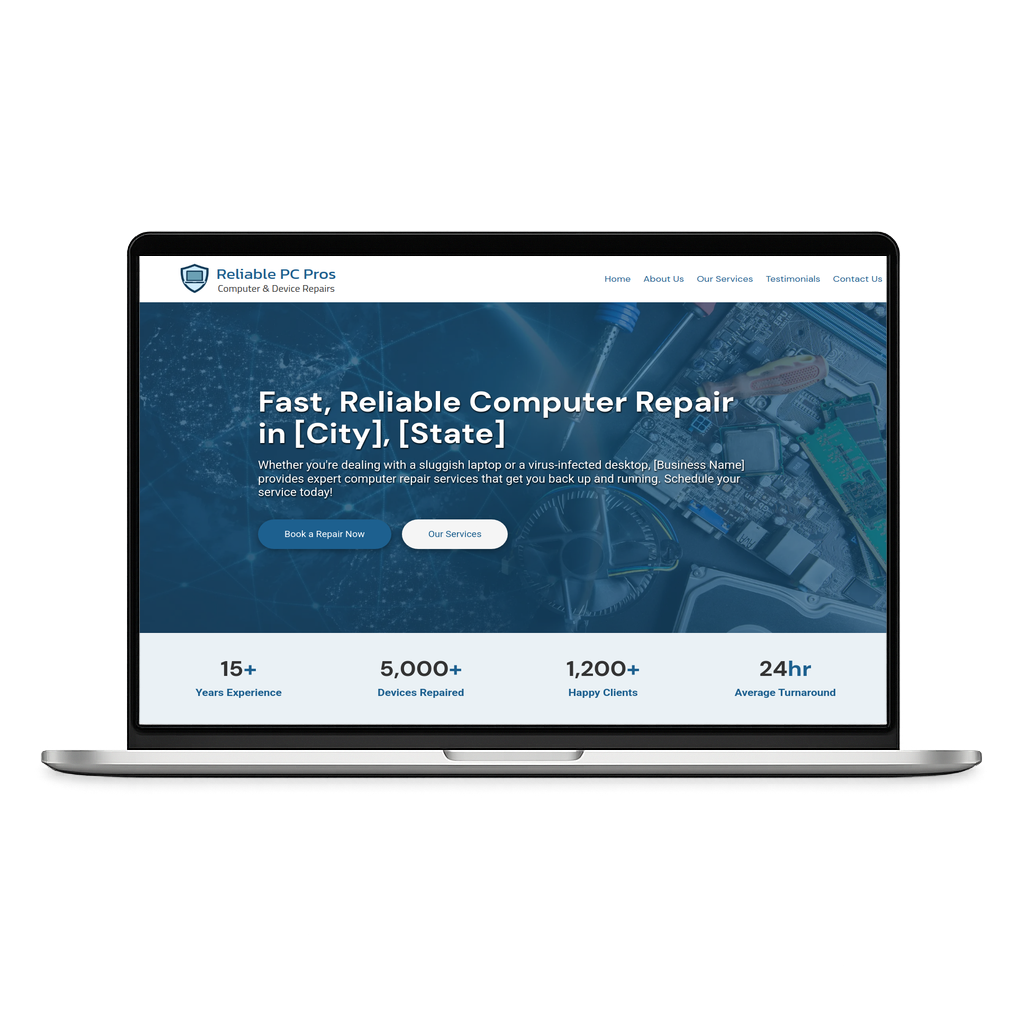 Reliable PC Pros
Computer & Device Repairs
Home About Us Our Services Testimonials Contact Us
Fast, Reliable Computer Repair
in [City], [State]
Whether you're dealing with a sluggish laptop or a virus-infected desktop, [Business Name]
provides expert computer repair services that get you back up and running. Schedule your
service today!
Book a Repair Now Our Services
15+ 5,000+ 1,200+ 24hr
Years Experience Devices Repaired Happy Clients Average Turnaround